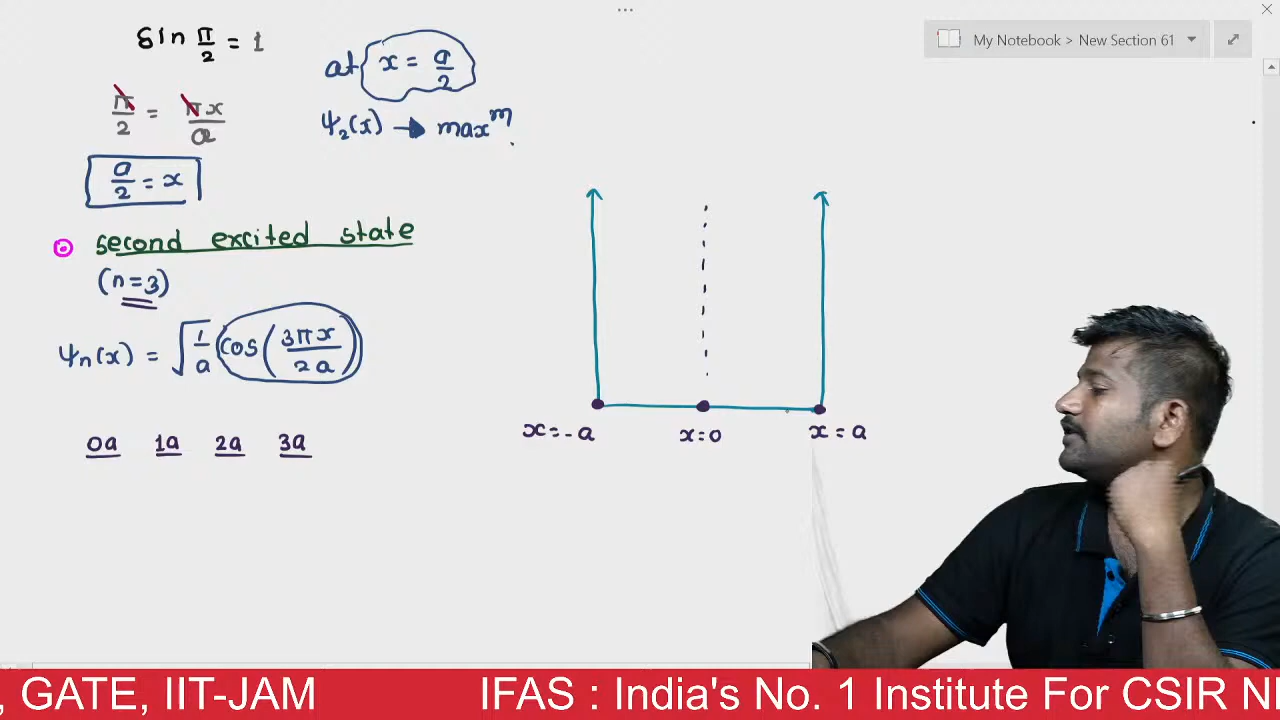 sin π/2 = 1
π/2 = πx/a
a/2 = x
at x = a/2
ψ₂(x) → maxᵐ
My Notebook > New Section 61
second excited state
(n=3)
ψn(x) = √1/a cos(3πx/2a)
0a 1a 2a 3a
x=-a x=0 x=a
, GATE, IIT-JAM IFAS : India's No. 1 Institute For CSIR NE